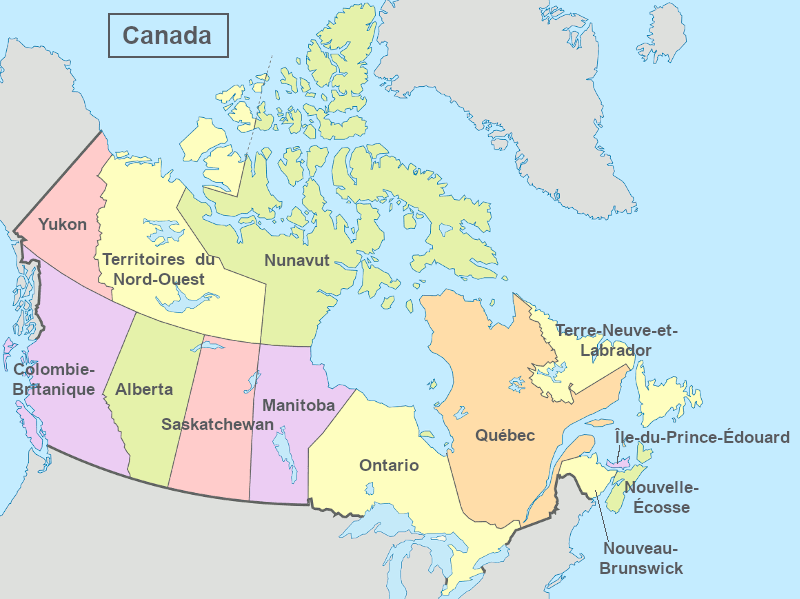 Canada
Yukon
Territoires du
Nord-Ouest
Nunavut
Terre-Neuve-et-
Labrador
Colombie-
Britanique
Alberta
Saskatchewan
Manitoba
Ontario
Québec
Île-du-Prince-Édouard
Nouvelle-
Écosse
Nouveau-
Brunswick